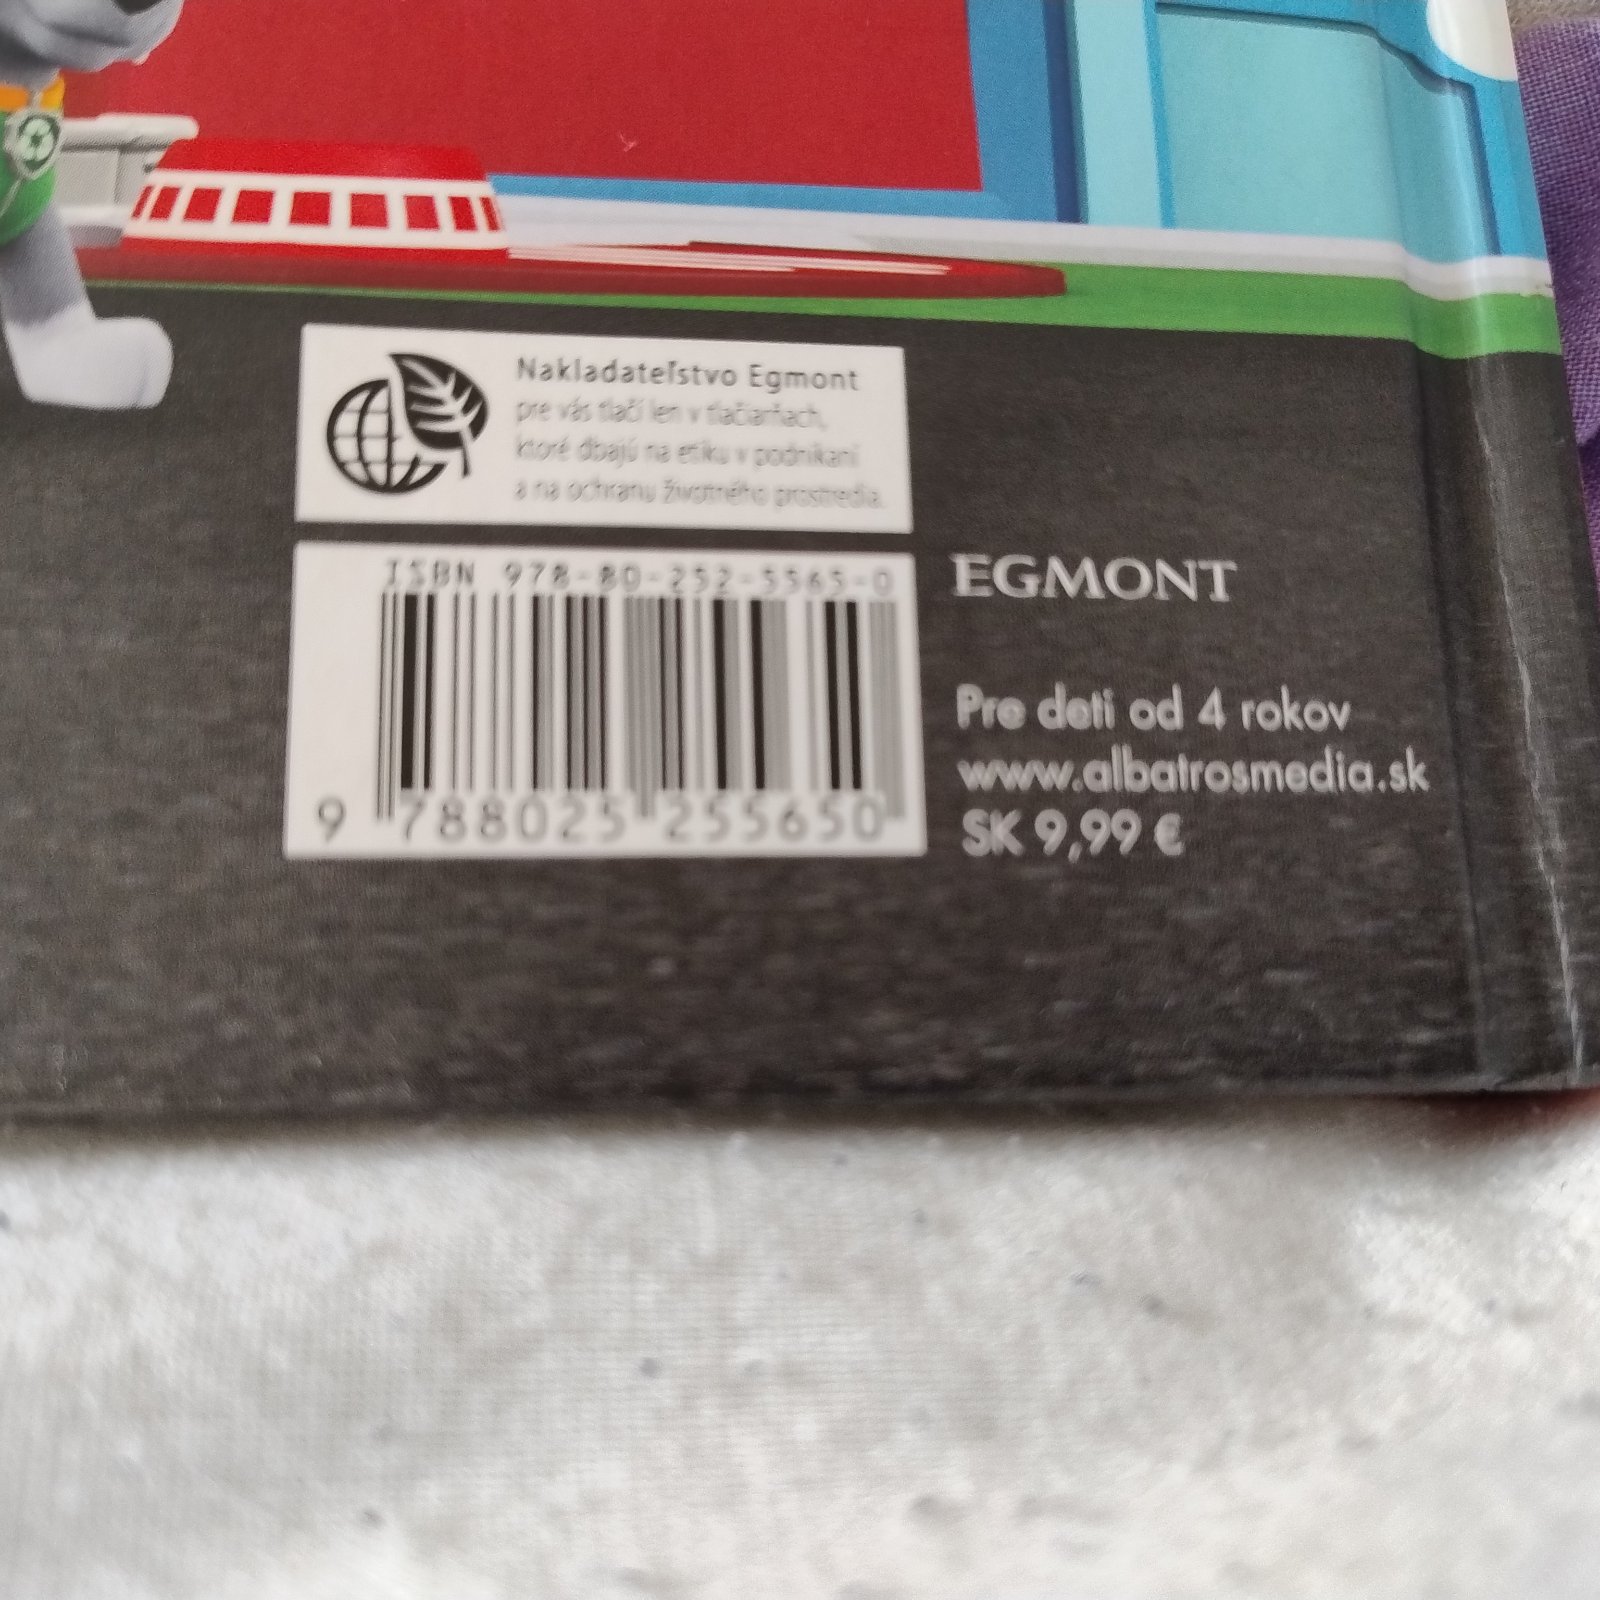 Nakladateľstvo Egmont
pre vás tlačí len v tlačiarňach,
ktoré dbajú na etiku v podnikaní
a na ochranu životného prostredia.
ISBN 978-80-252-5565-0
9 788025 255650
EGMONT
Pre deti od 4 rokov
www.albatrosmedia.sk
SK 9,99 €